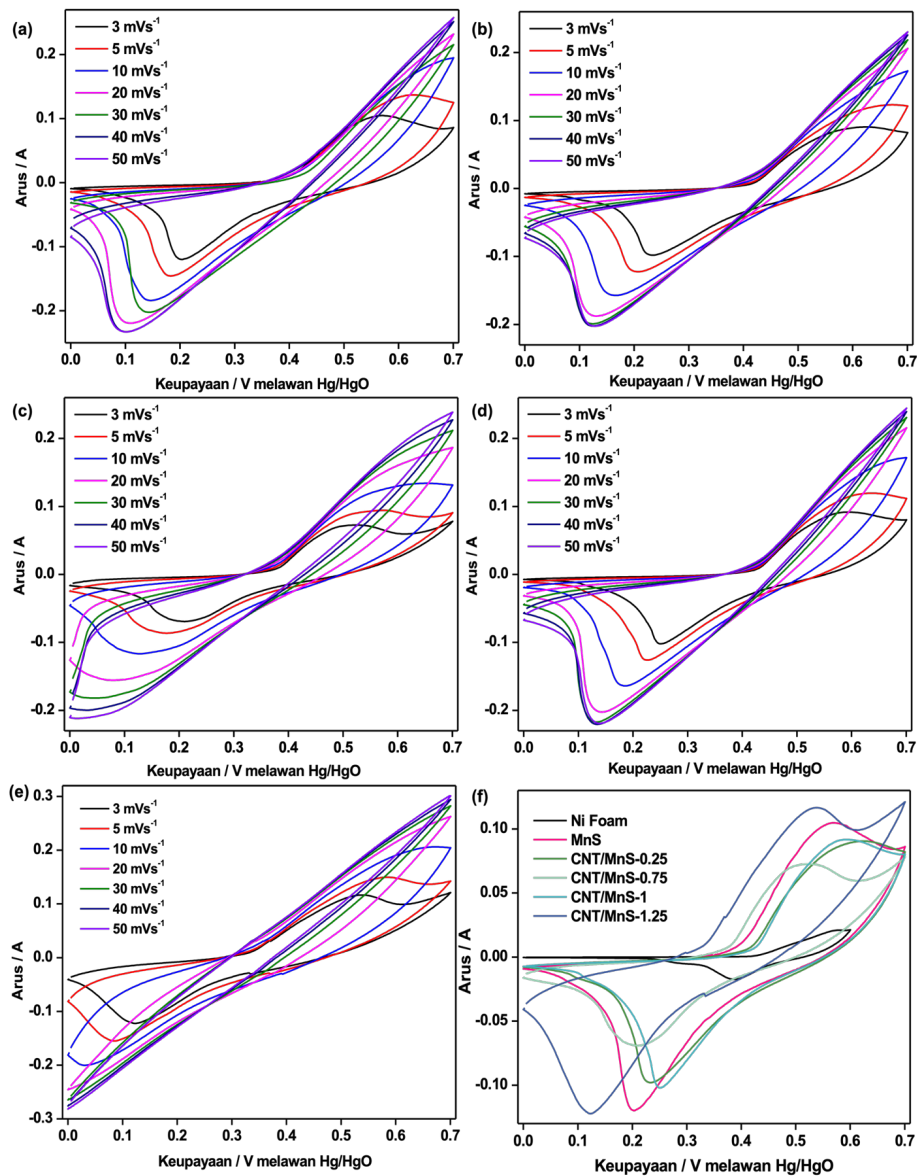 (a)
3 mVs⁻¹
5 mVs⁻¹
10 mVs⁻¹
20 mVs⁻¹
30 mVs⁻¹
40 mVs⁻¹
50 mVs⁻¹
Arus / A
0.2
0.1
0.0
-0.1
-0.2
0.0 0.1 0.2 0.3 0.4 0.5 0.6 0.7
Keupayaan / V melawan Hg/HgO
(b)
3 mVs⁻¹
5 mVs⁻¹
10 mVs⁻¹
20 mVs⁻¹
30 mVs⁻¹
40 mVs⁻¹
50 mVs⁻¹
Arus / A
0.2
0.1
0.0
-0.1
-0.2
0.0 0.1 0.2 0.3 0.4 0.5 0.6 0.7
Keupayaan / V melawan Hg/HgO
(c)
3 mVs⁻¹
5 mVs⁻¹
10 mVs⁻¹
20 mVs⁻¹
30 mVs⁻¹
40 mVs⁻¹
50 mVs⁻¹
Arus / A
0.2
0.1
0.0
-0.1
-0.2
0.0 0.1 0.2 0.3 0.4 0.5 0.6 0.7
Keupayaan / V melawan Hg/HgO
(d)
3 mVs⁻¹
5 mVs⁻¹
10 mVs⁻¹
20 mVs⁻¹
30 mVs⁻¹
40 mVs⁻¹
50 mVs⁻¹
Arus / A
0.2
0.1
0.0
-0.1
-0.2
0.0 0.1 0.2 0.3 0.4 0.5 0.6 0.7
Keupayaan / V melawan Hg/HgO
(e)
3 mVs⁻¹
5 mVs⁻¹
10 mVs⁻¹
20 mVs⁻¹
30 mVs⁻¹
40 mVs⁻¹
50 mVs⁻¹
Arus / A
0.3
0.2
0.1
0.0
-0.1
-0.2
-0.3
0.0 0.1 0.2 0.3 0.4 0.5 0.6 0.7
Keupayaan / V melawan Hg/HgO
(f)
Ni Foam
MnS
CNT/MnS-0.25
CNT/MnS-0.75
CNT/MnS-1
CNT/MnS-1.25
Arus / A
0.10
0.05
0.00
-0.05
-0.10
0.0 0.1 0.2 0.3 0.4 0.5 0.6 0.7
Keupayaan / V melawan Hg/HgO